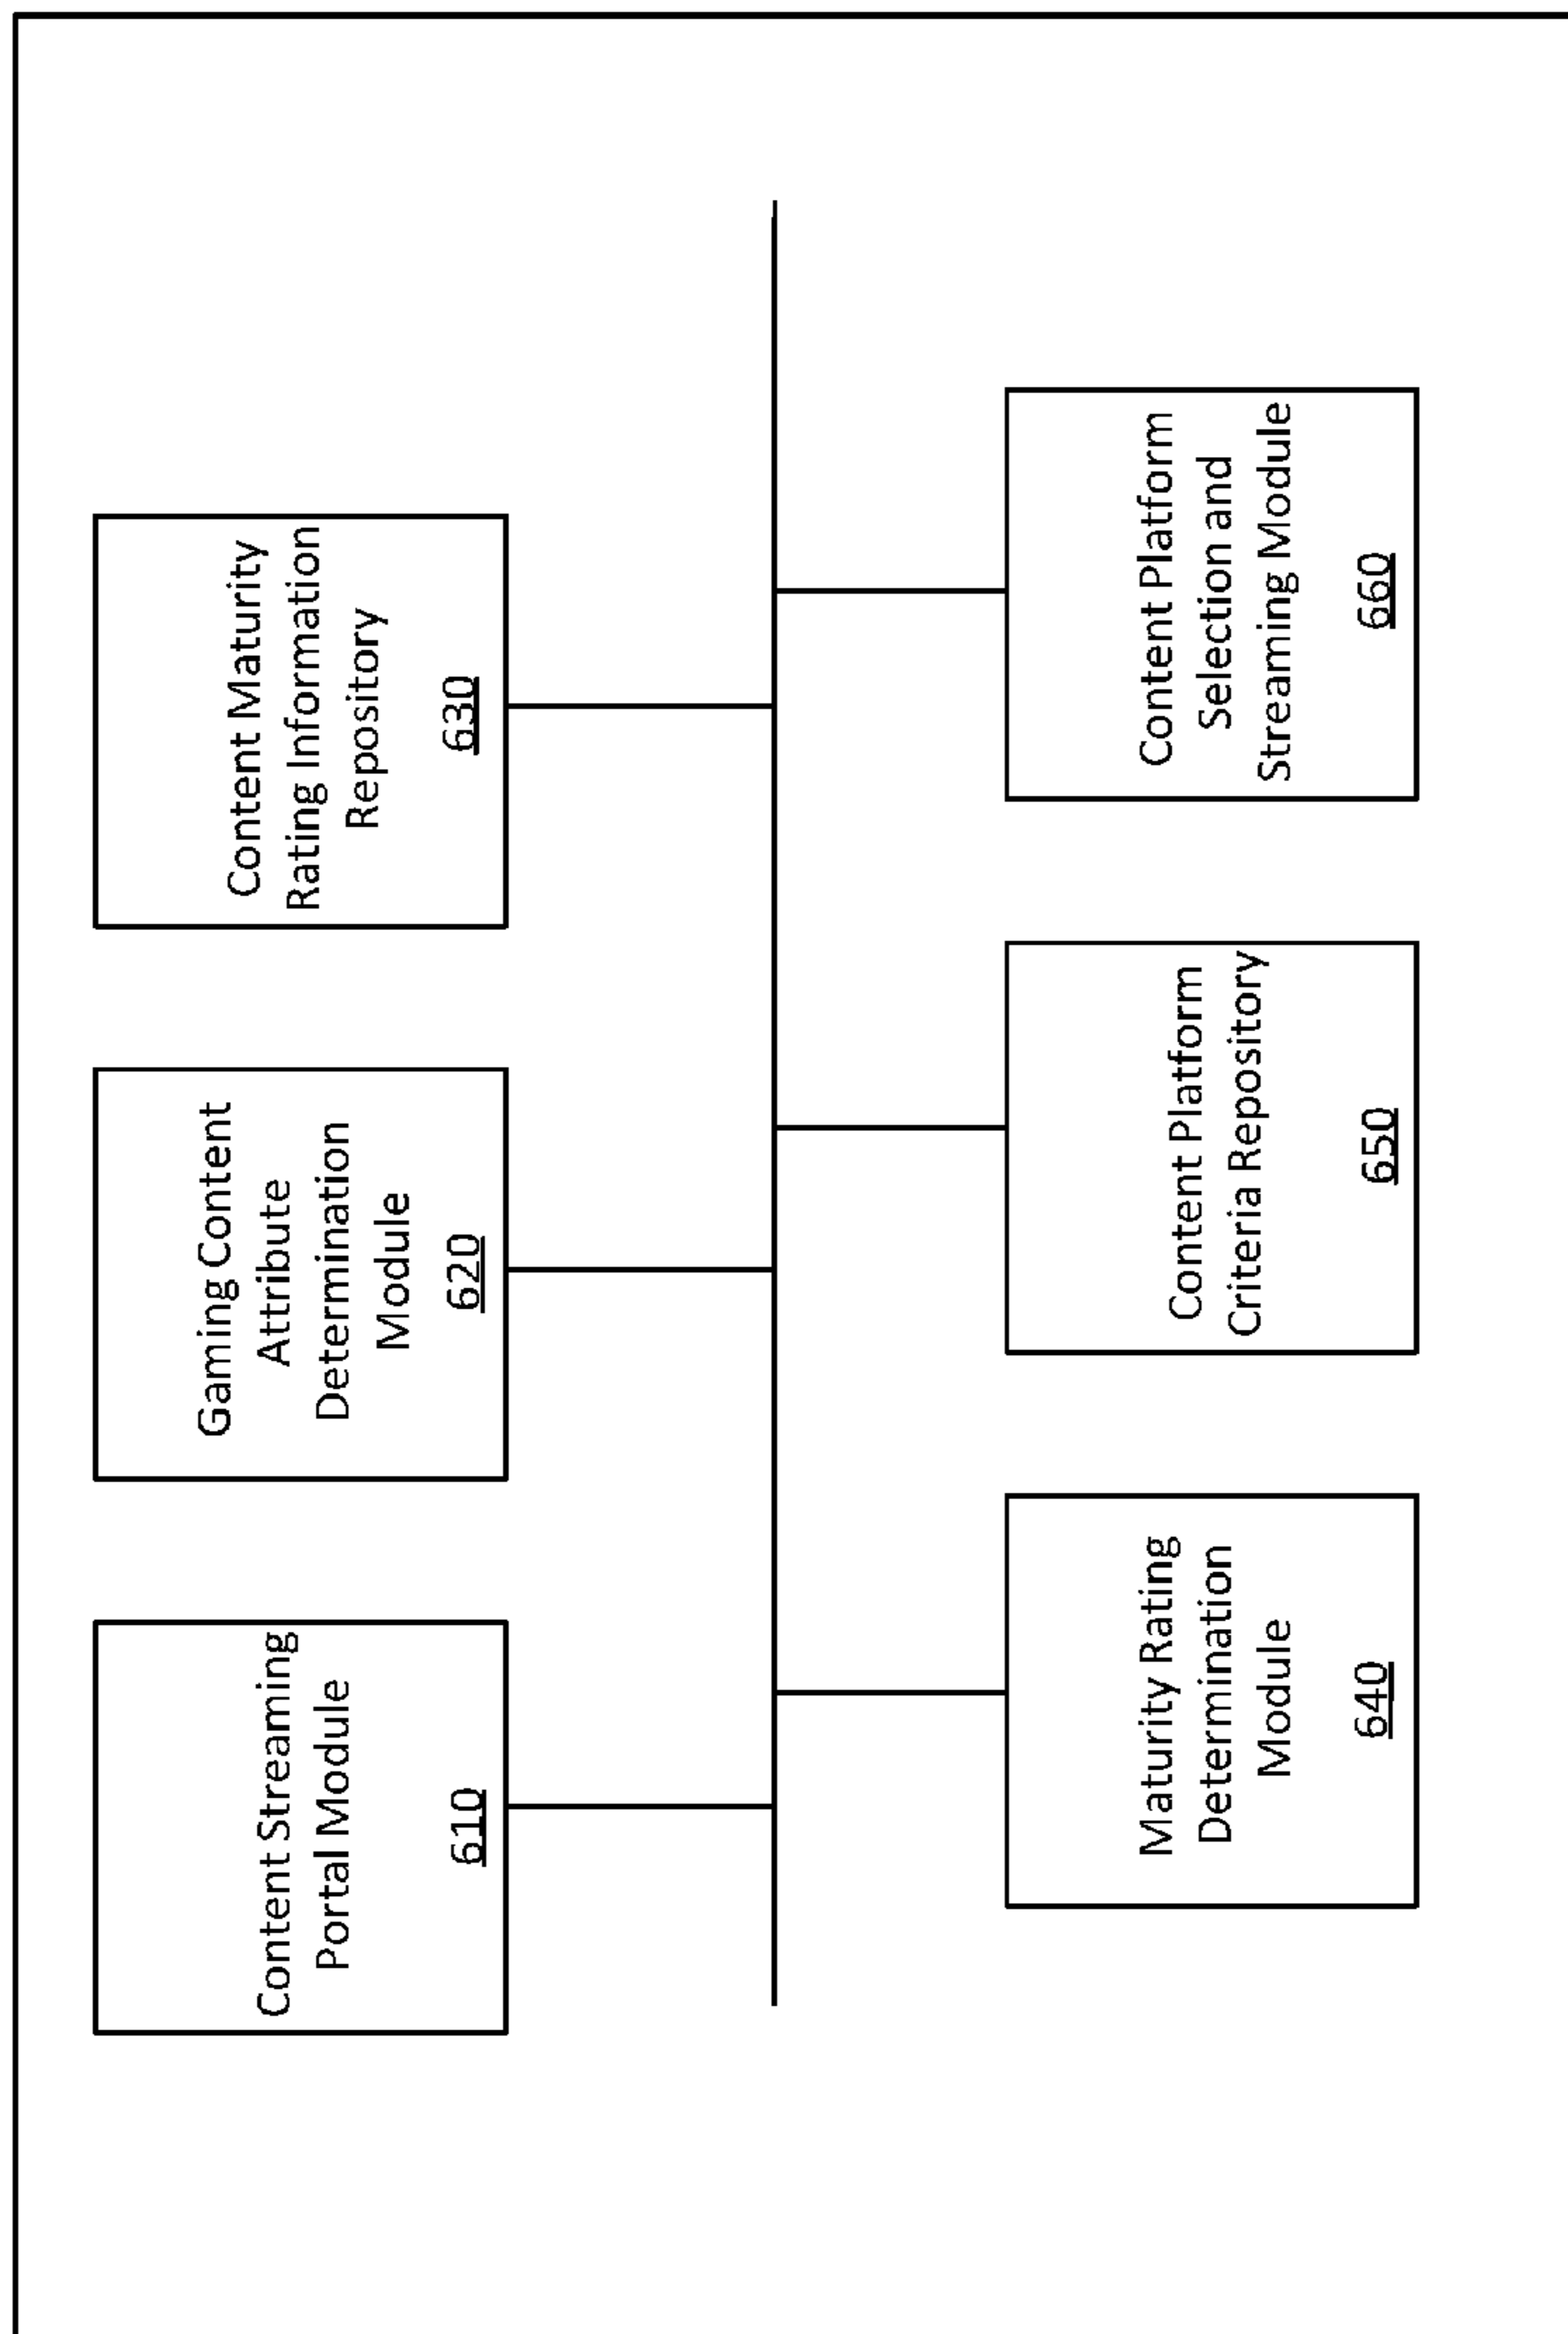 Content Streaming
Portal Module
610
Gaming Content
Attribute
Determination
Module
620
Content Maturity
Rating Information
Repository
630
Maturity Rating
Determination
Module
640
Content Platform
Criteria Repository
650
Content Platform
Selection and
Streaming Module
660